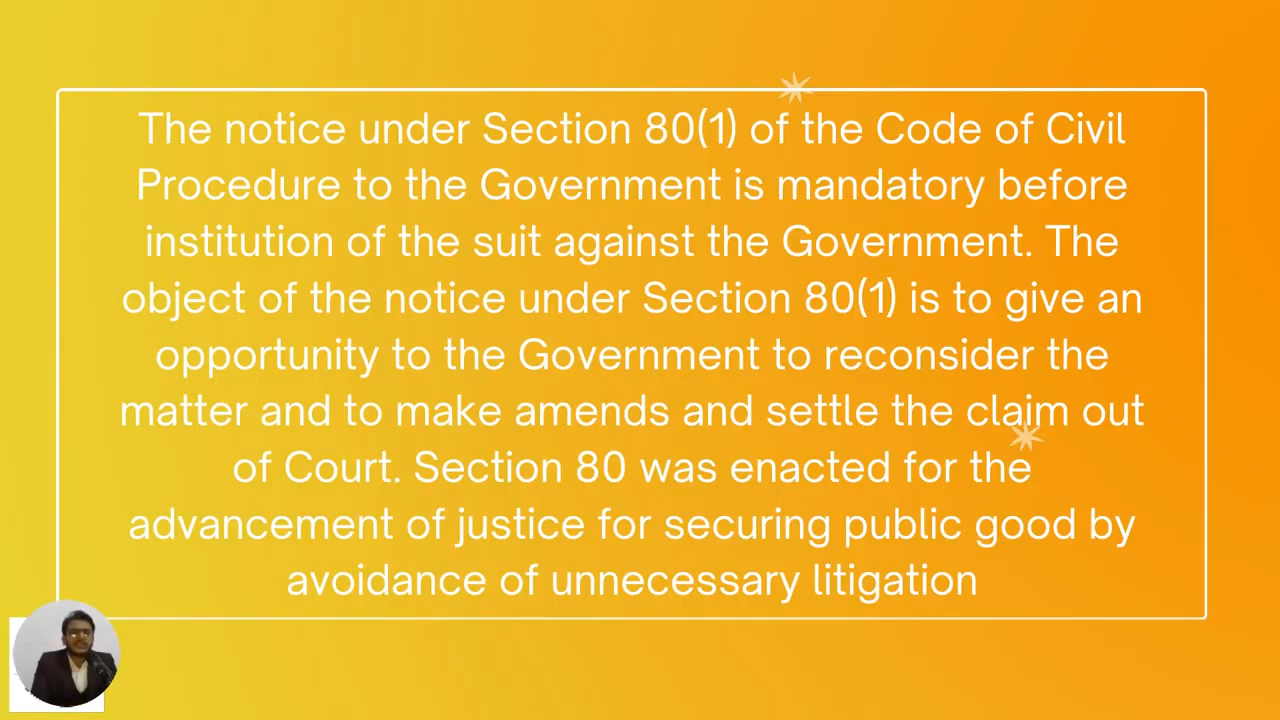 The notice under Section 80(1) of the Code of Civil
Procedure to the Government is mandatory before
institution of the suit against the Government. The
object of the notice under Section 80(1) is to give an
opportunity to the Government to reconsider the
matter and to make amends and settle the claim out
of Court. Section 80 was enacted for the
advancement of justice for securing public good by
avoidance of unnecessary litigation